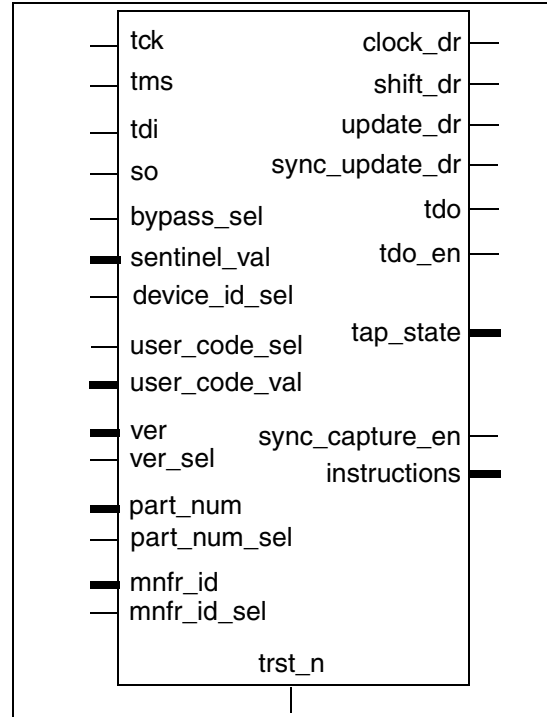 tck
tms
tdi
so
bypass_sel
sentinel_val
device_id_sel
user_code_sel
user_code_val
ver
ver_sel
part_num
part_num_sel
mnfr_id
mnfr_id_sel
clock_dr
shift_dr
update_dr
sync_update_dr
tdo
tdo_en
tap_state
sync_capture_en
instructions
trst_n